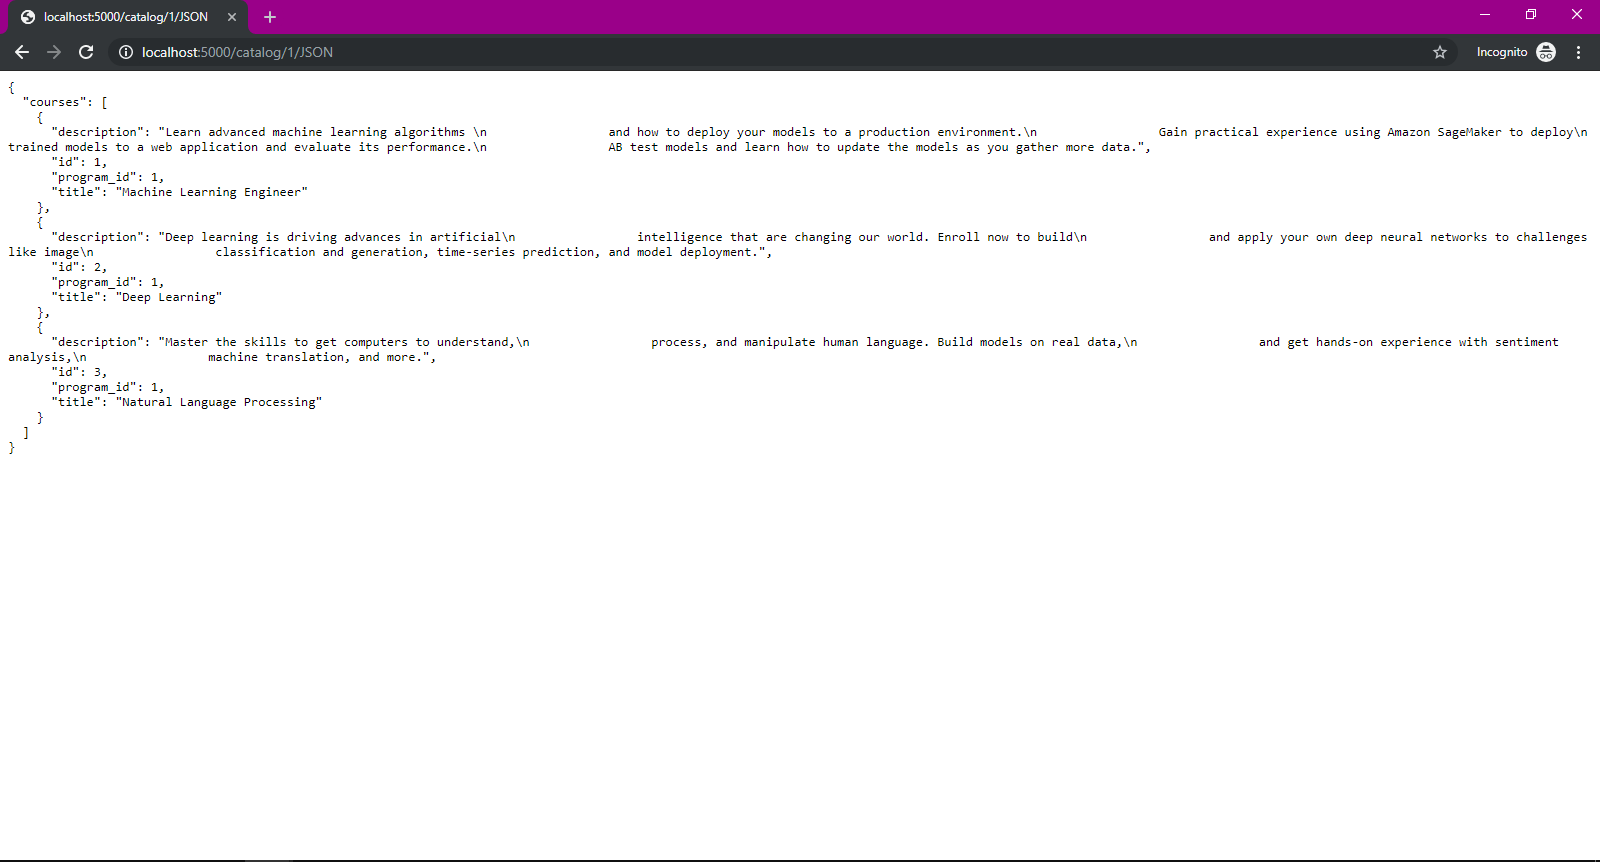 localhost:5000/catalog/1/JSON
localhost:5000/catalog/1/JSON
Incognito
{
  "courses": [
    {
      "description": "Learn advanced machine learning algorithms \n                 and how to deploy your models to a production environment.\n                 Gain practical experience using Amazon SageMaker to deploy\n
trained models to a web application and evaluate its performance.\n                 AB test models and learn how to update the models as you gather more data.",
      "id": 1,
      "program_id": 1,
      "title": "Machine Learning Engineer"
    },
    {
      "description": "Deep learning is driving advances in artificial\n                 intelligence that are changing our world. Enroll now to build\n                 and apply your own deep neural networks to challenges
like image\n                 classification and generation, time-series prediction, and model deployment.",
      "id": 2,
      "program_id": 1,
      "title": "Deep Learning"
    },
    {
      "description": "Master the skills to get computers to understand,\n                 process, and manipulate human language. Build models on real data,\n                 and get hands-on experience with sentiment
analysis,\n                 machine translation, and more.",
      "id": 3,
      "program_id": 1,
      "title": "Natural Language Processing"
    }
  ]
}